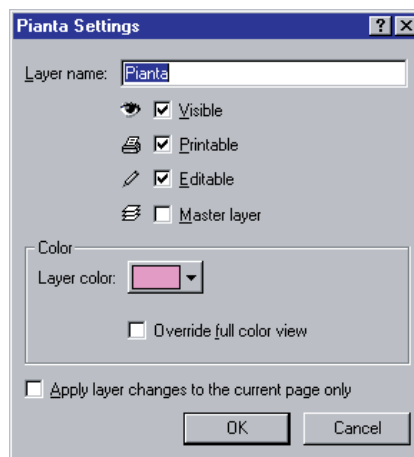 Pianta Settings
Layer name: Pianta
Visible
Printable
Editable
Master layer
Color
Layer color:
Override full color view
Apply layer changes to the current page only
OK Cancel